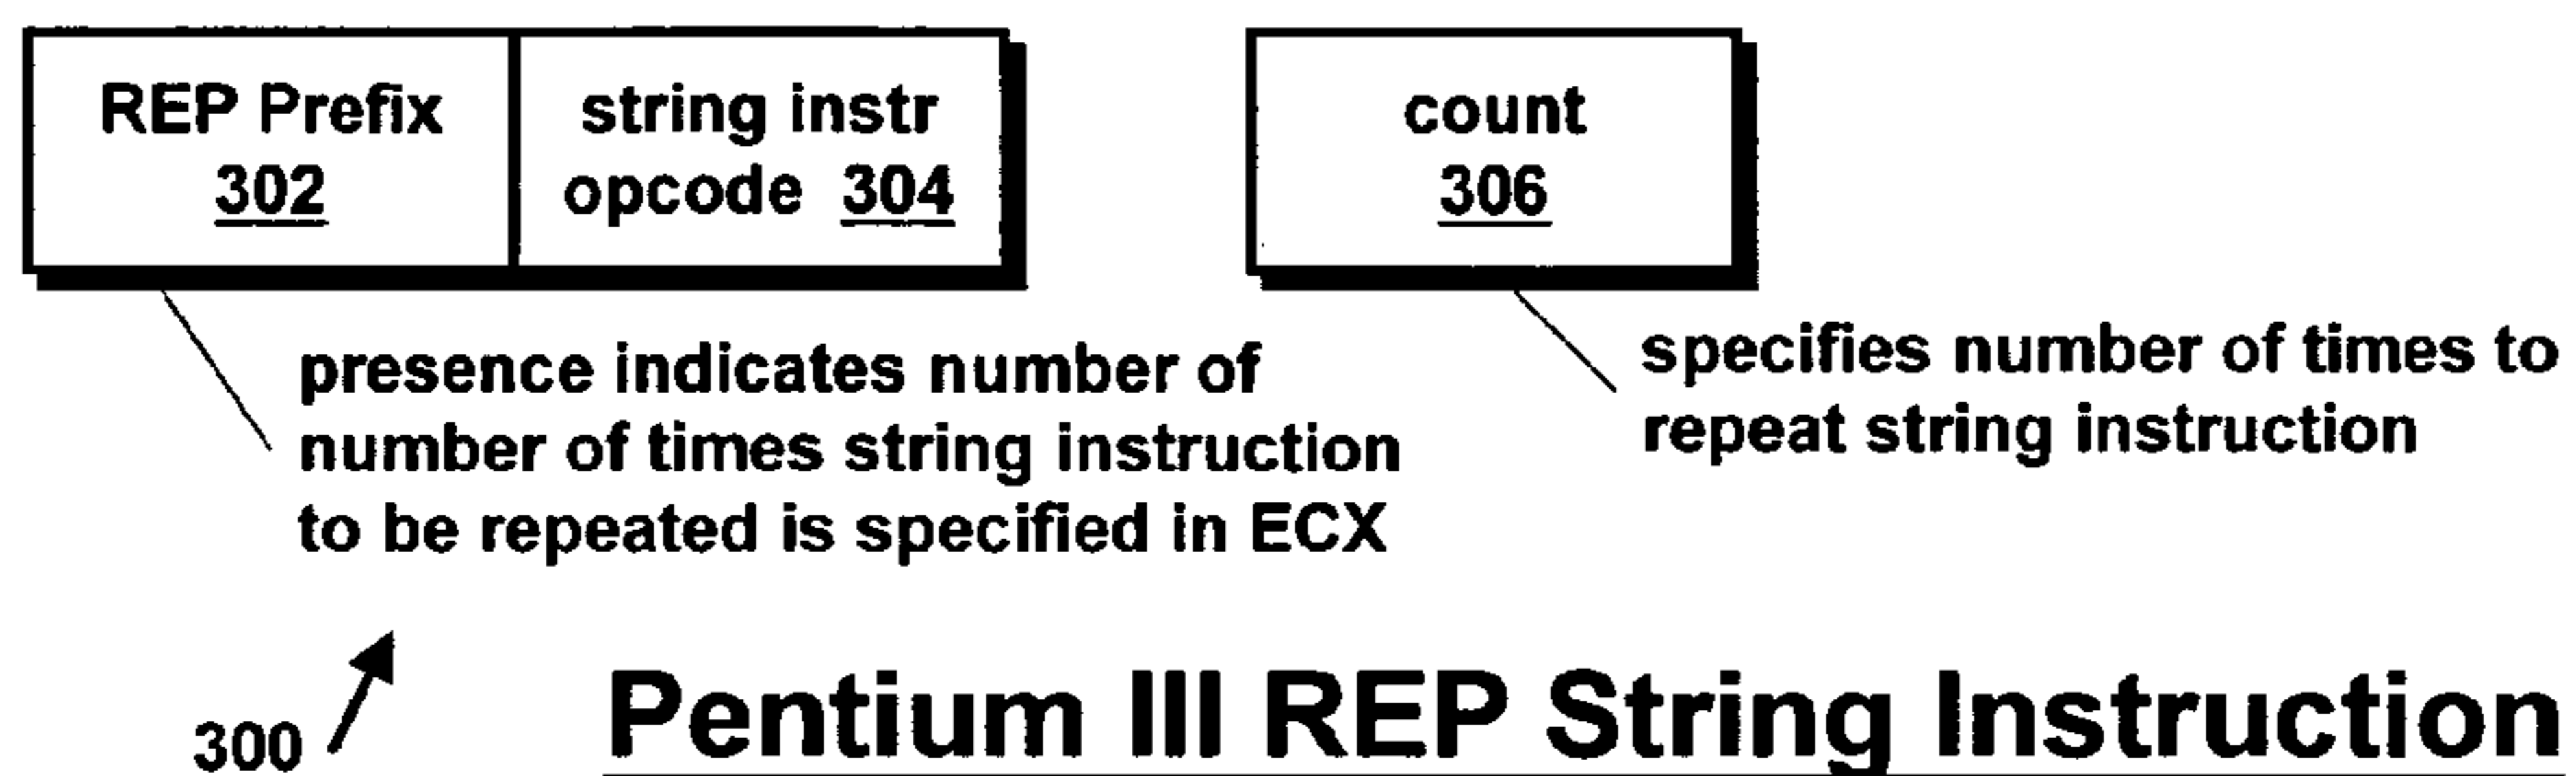 REP Prefix
302
string instr
opcode 304
count
306
presence indicates number of
number of times string instruction
to be repeated is specified in ECX
specifies number of times to
repeat string instruction
300
Pentium III REP String Instruction